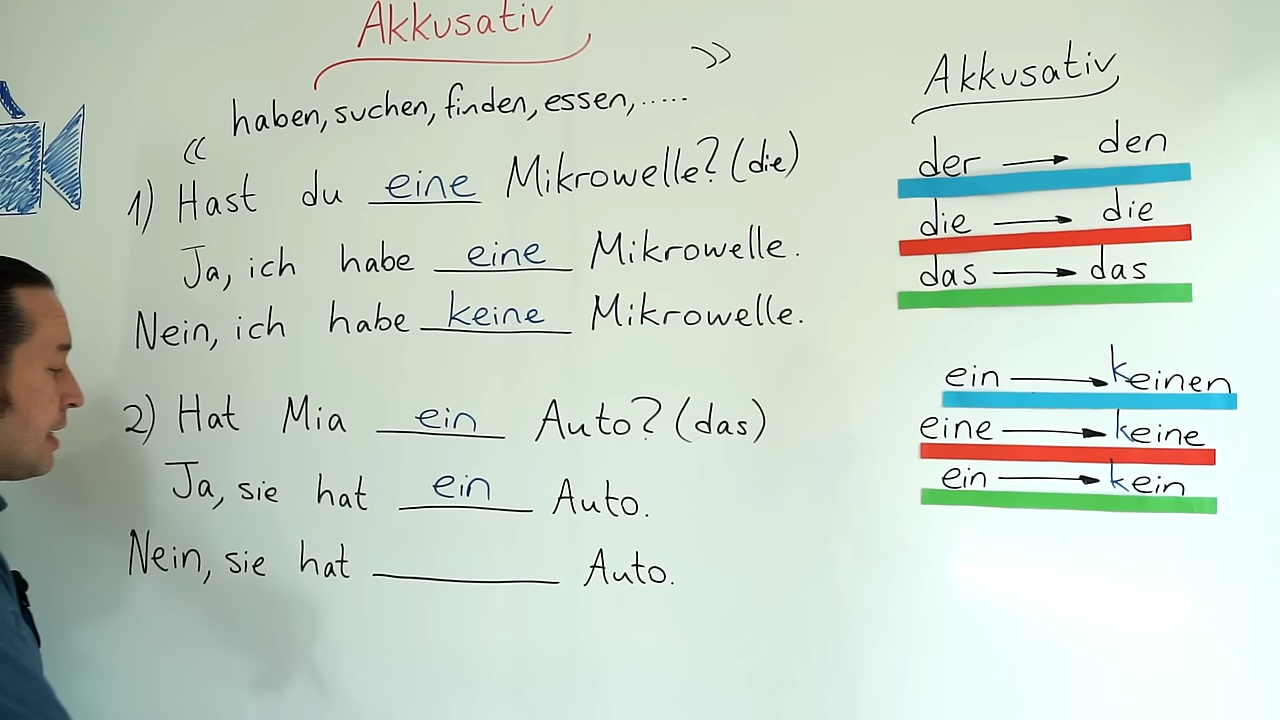 Akkusativ
haben, suchen, finden, essen, .....
1) Hast du eine Mikrowelle? (die)
Ja, ich habe eine Mikrowelle.
Nein, ich habe keine Mikrowelle.
2) Hat Mia ein Auto? (das)
Ja, sie hat ein Auto.
Nein, sie hat ________ Auto.
Akkusativ
der → den
die → die
das → das
ein → keinen
eine → keine
ein → kein